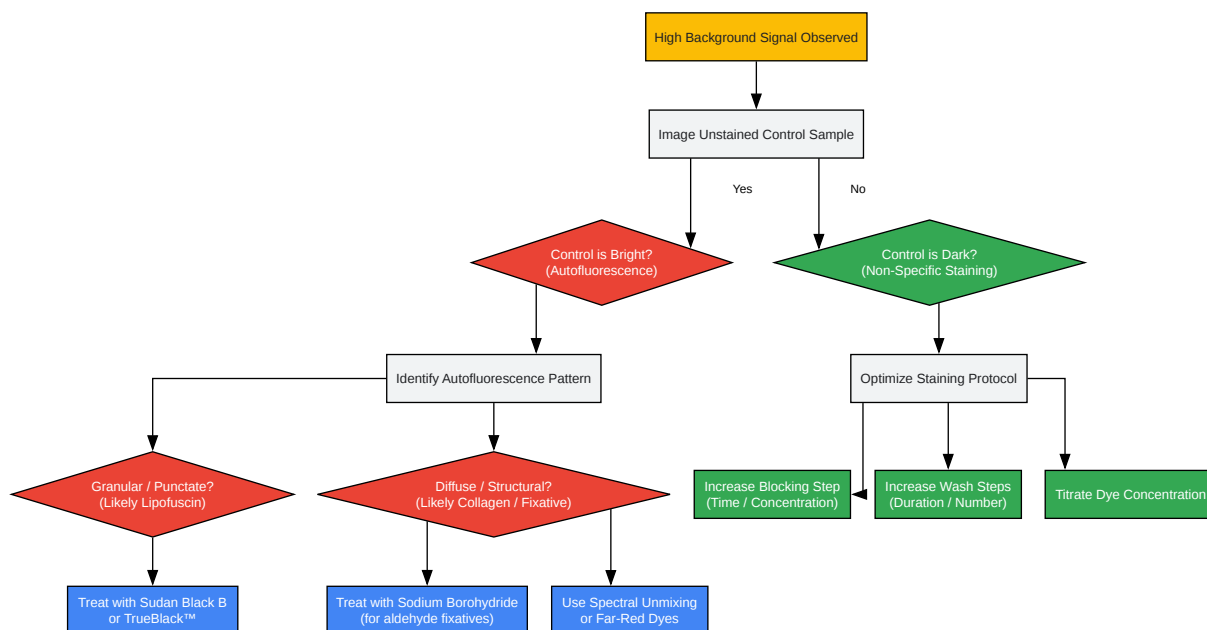 High Background Signal Observed
Image Unstained Control Sample
Yes
No
Control is Bright?
(Autofluorescence)
Control is Dark?
(Non-Specific Staining)
Identify Autofluorescence Pattern
Optimize Staining Protocol
Granular / Punctate?
(Likely Lipofuscin)
Diffuse / Structural?
(Likely Collagen / Fixative)
Increase Blocking Step
(Time / Concentration)
Increase Wash Steps
(Duration / Number)
Titrate Dye Concentration
Treat with Sudan Black B
or TrueBlack™
Treat with Sodium Borohydride
(for aldehyde fixatives)
Use Spectral Unmixing
or Far-Red Dyes